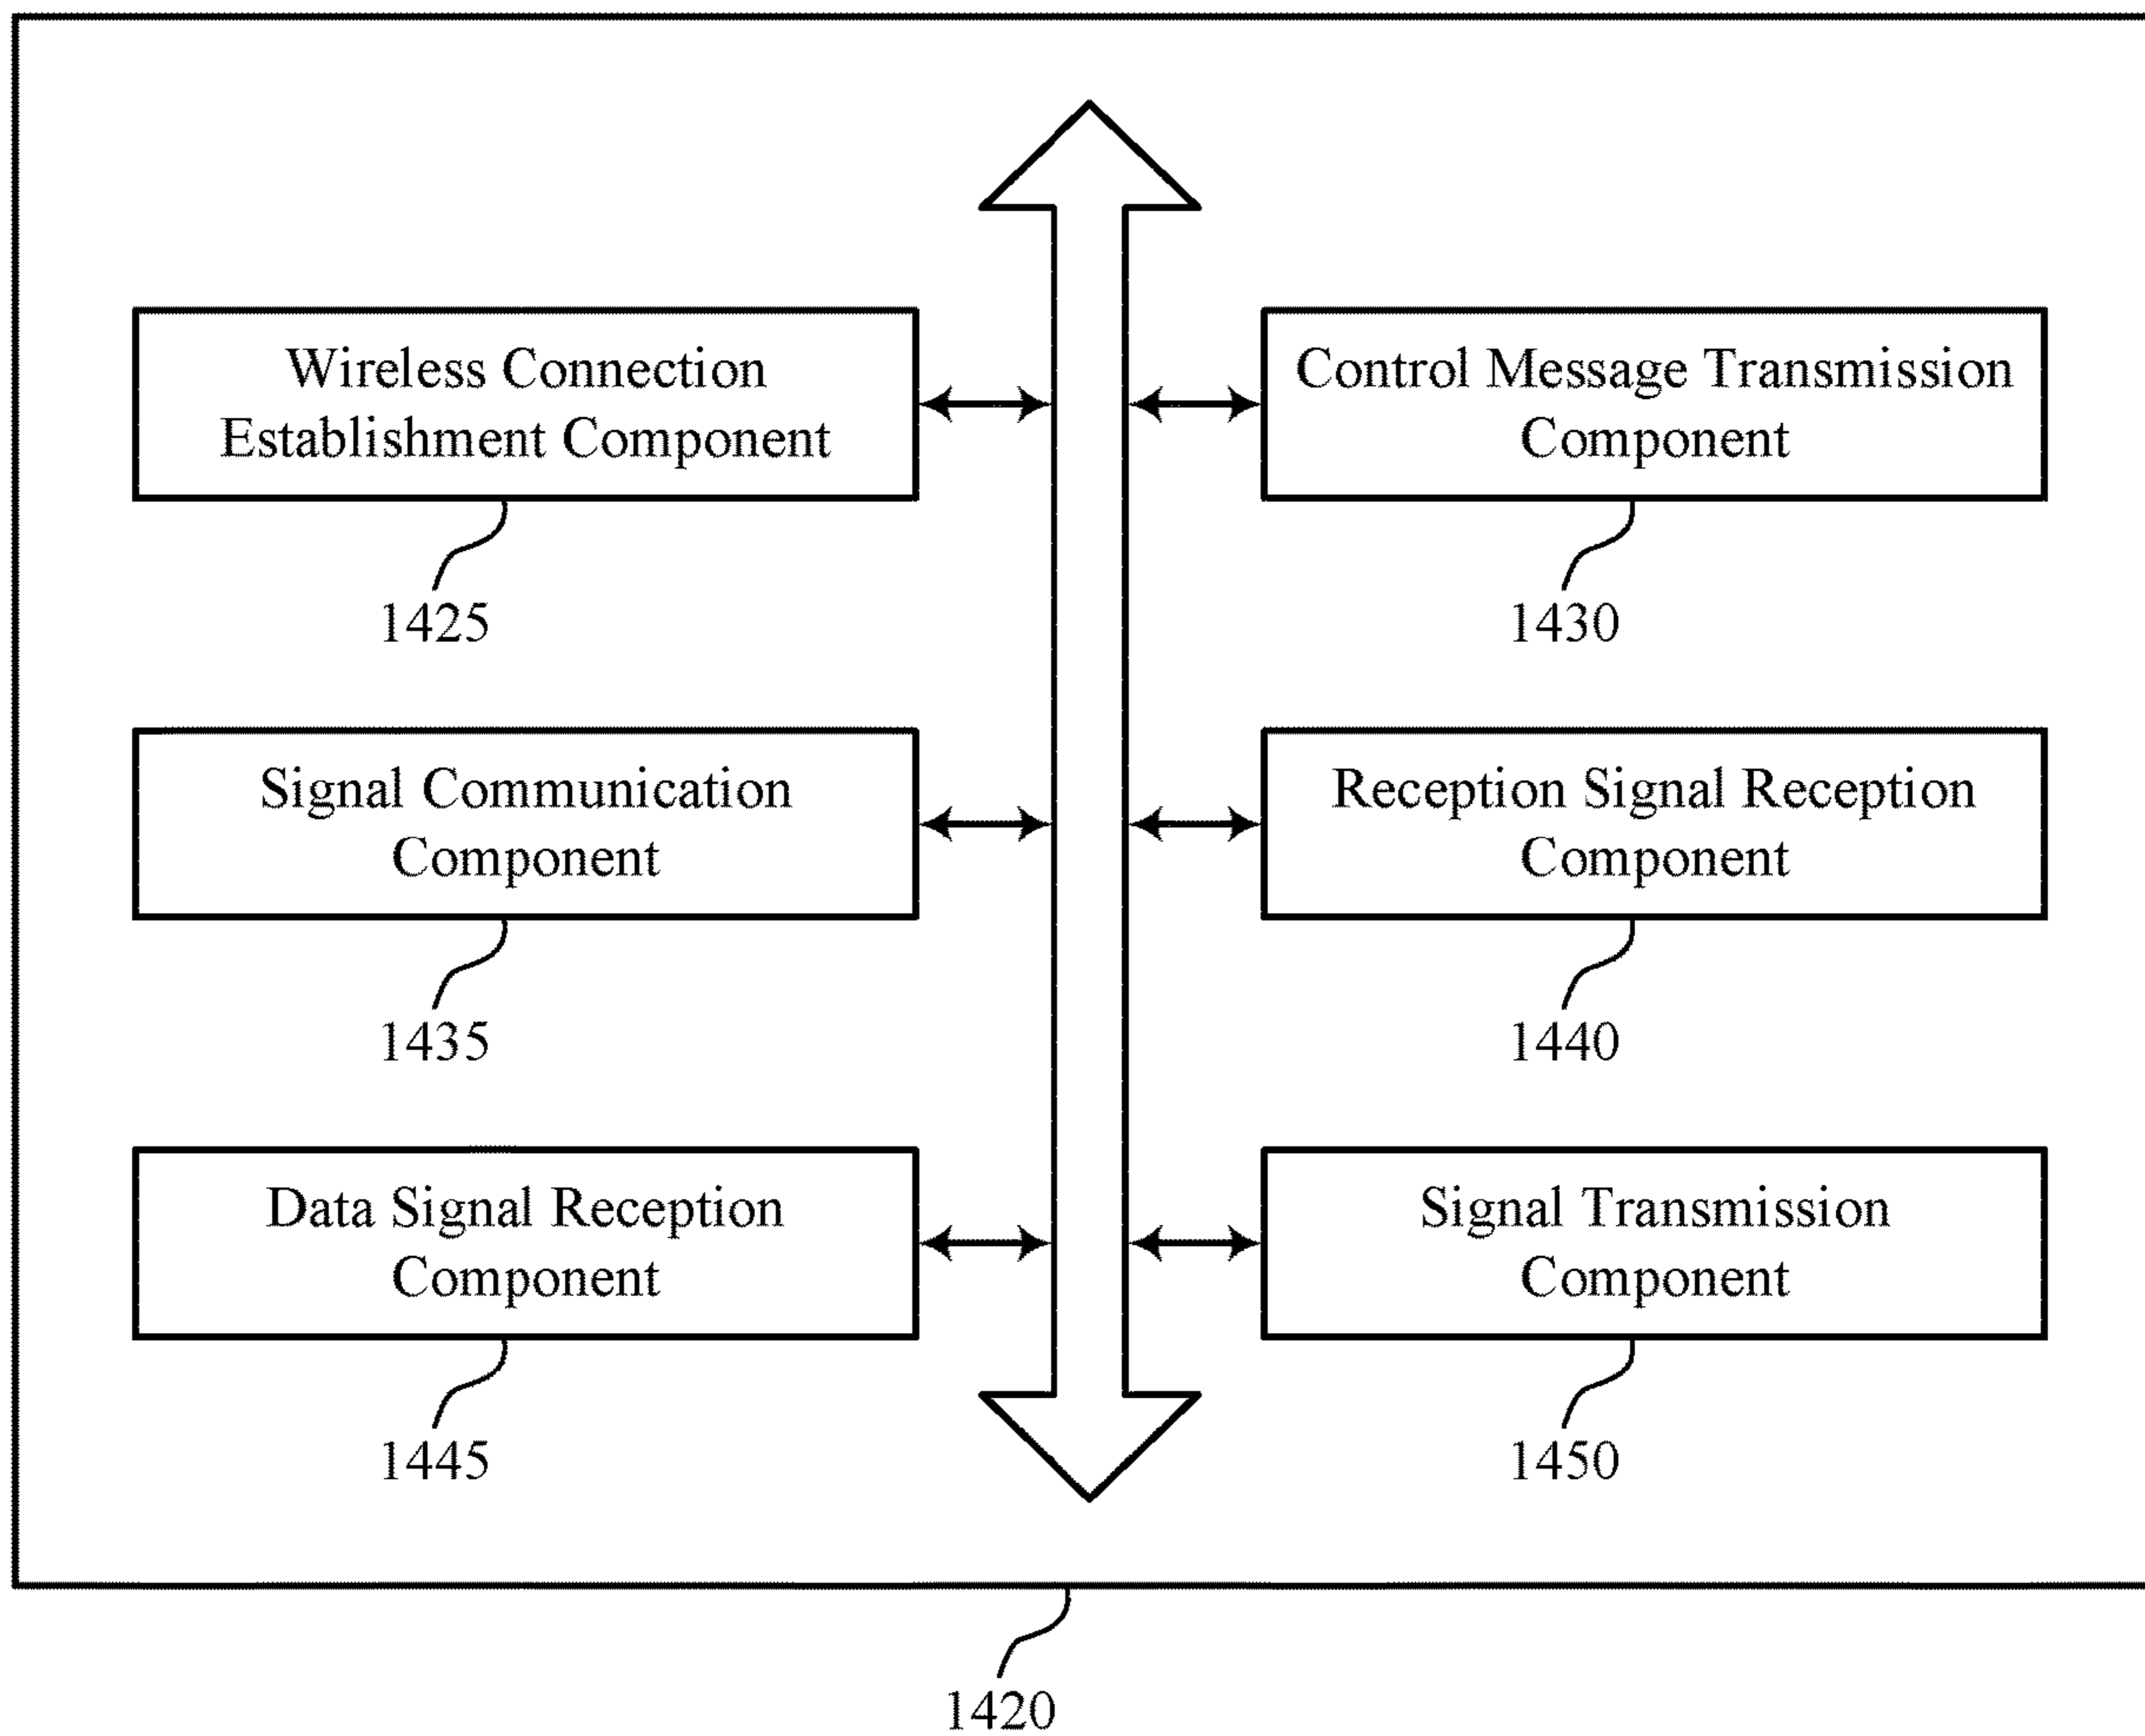 Wireless Connection
Establishment Component
1425
Control Message Transmission
Component
1430
Signal Communication
Component
1435
Reception Signal Reception
Component
1440
Data Signal Reception
Component
1445
Signal Transmission
Component
1450
1420